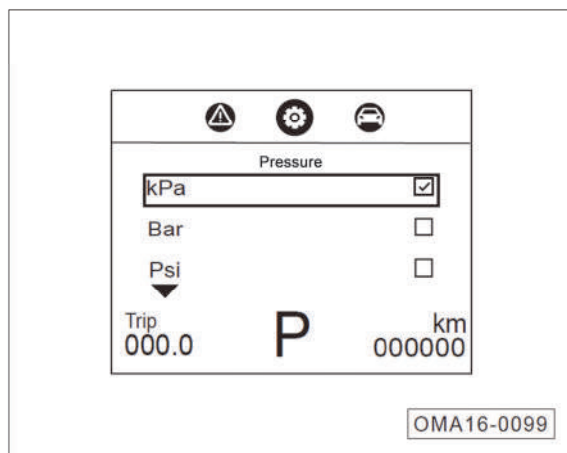 Pressure
kPa
Bar
Psi
Trip
km
000.0
P
000000
OMA16-0099